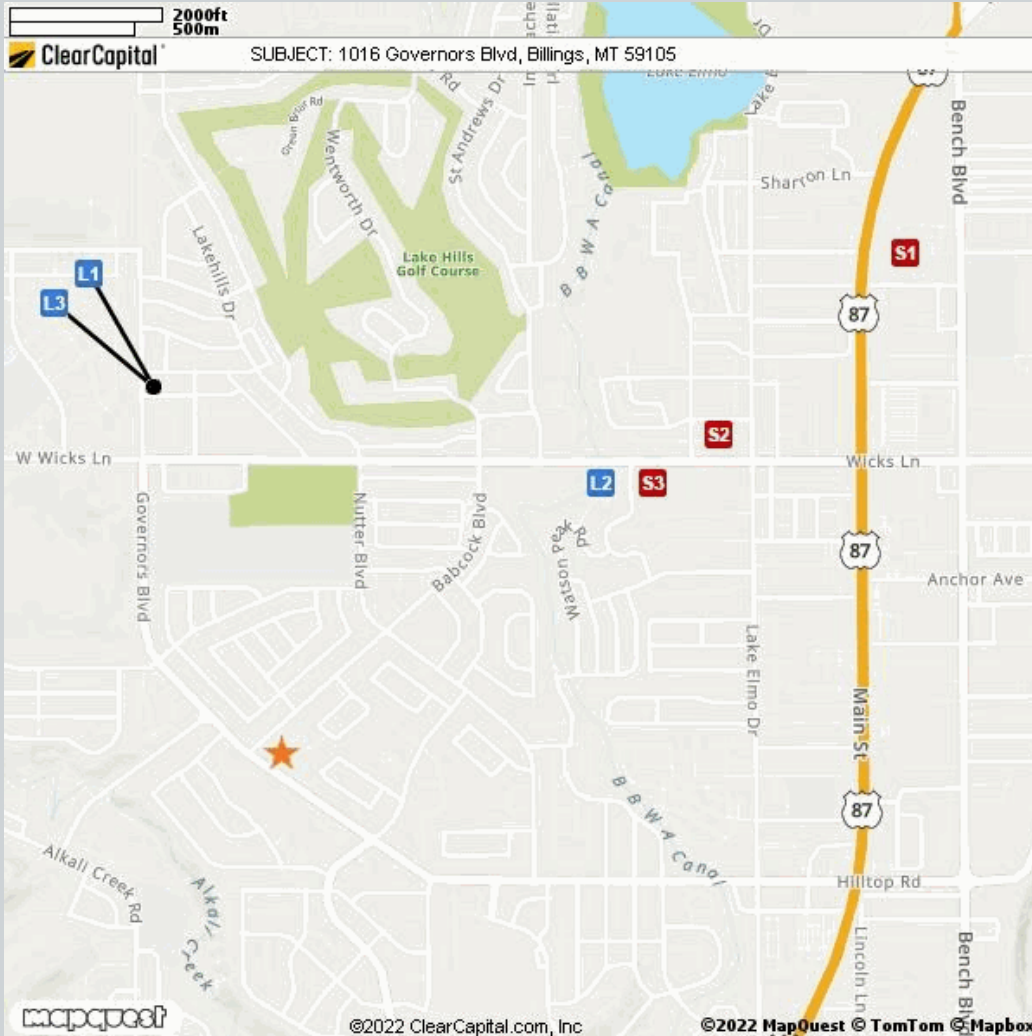 2000ft
500m
ClearCapital
SUBJECT: 1016 Governors Blvd, Billings, MT 59105
Lake Elmo
87
Bench Blvd
Green Briar Rd
Rd
St Andrews Dr
Wentworth Dr
Dr
Sharron Ln
B B W A Canal
S1
Lakehills Dr
Lake Hills
Golf Course
L1
L3
87
S2
W Wicks Ln
Wicks Ln
L2
S3
Governors Blvd
Nutter Blvd
Babcock Blvd
Watson Peak Rd
87
Anchor Ave
Lake Elmo Dr
Main St
B B W A Canal
87
Alkall Creek Rd
Alkali Creek
Hilltop Rd
Lincoln Ln
Bench Blvd
mapquest
©2022 ClearCapital.com, Inc
©2022 MapQuest © TomTom © Mapbox